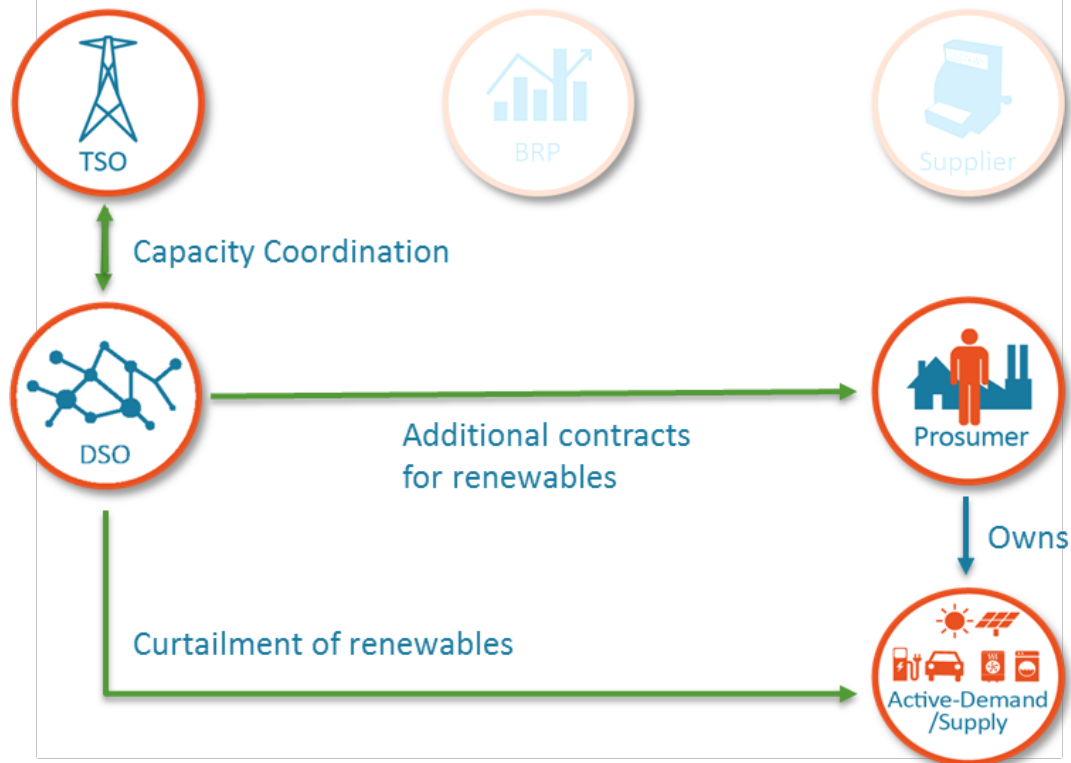 TSO
BRP
Supplier
Capacity Coordination
DSO
Additional contracts
for renewables
Prosumer
Owns
Curtailment of renewables
Active-Demand
/Supply